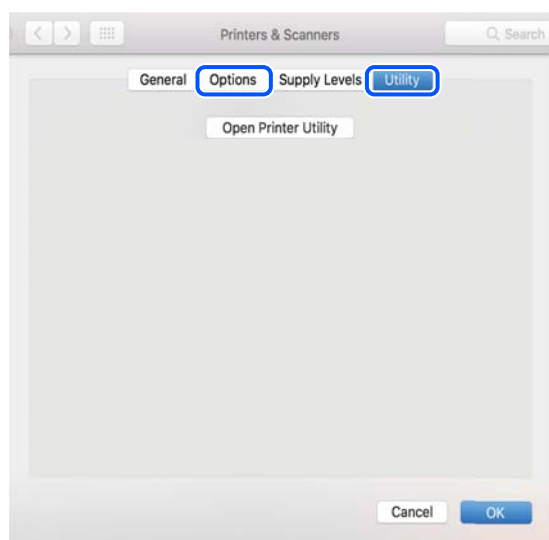 Printers & Scanners Search
General Options Supply Levels Utility
Open Printer Utility
Cancel OK